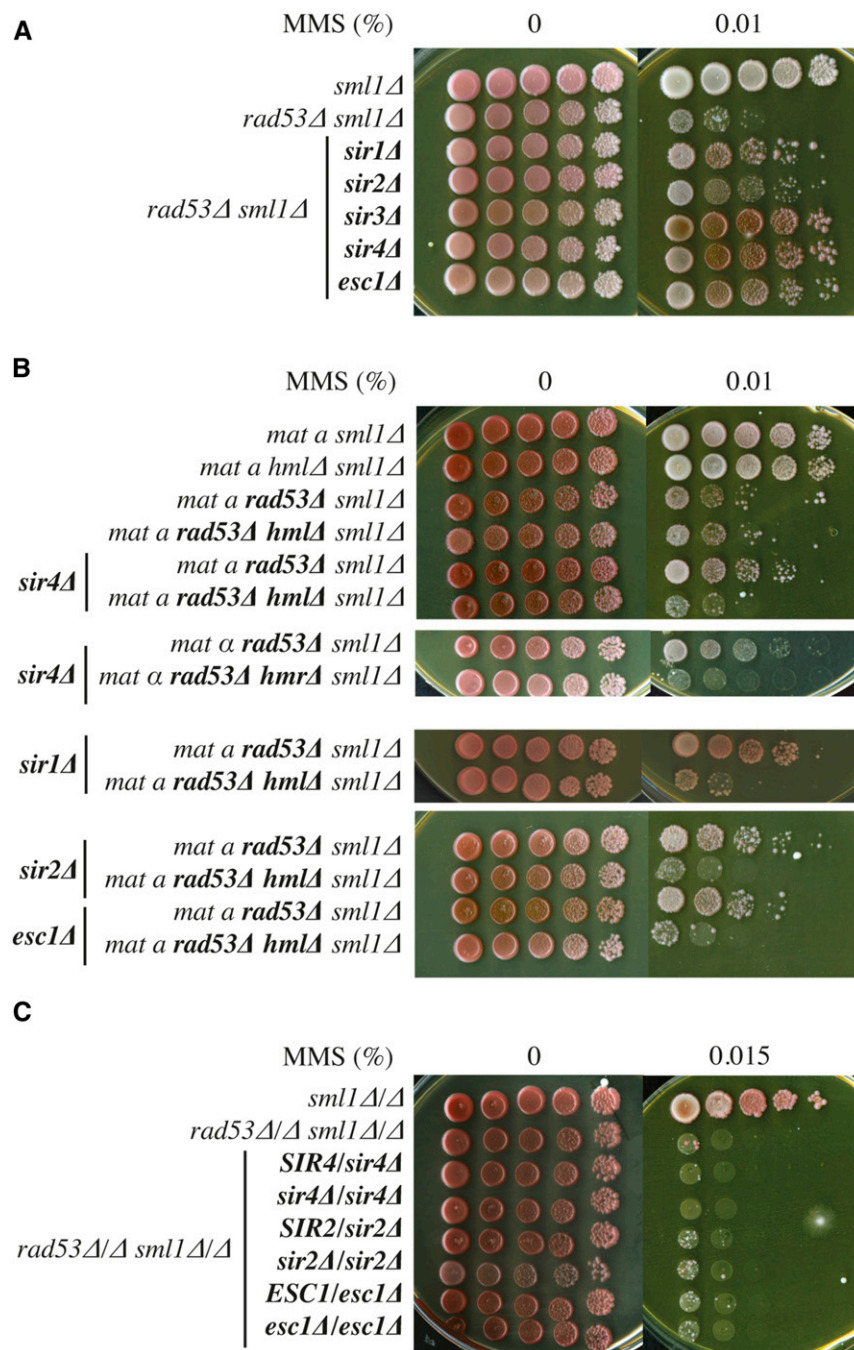 A
MMS (%) 0 0.01
sml1Δ
rad53Δ sml1Δ
sir1Δ
sir2Δ
rad53Δ sml1Δ
sir3Δ
sir4Δ
esc1Δ
B
MMS (%) 0 0.01
mat a sml1Δ
mat a hmlΔ sml1Δ
mat a rad53Δ sml1Δ
mat a rad53Δ hmlΔ sml1Δ
sir4Δ mat a rad53Δ sml1Δ
mat a rad53Δ hmlΔ sml1Δ
sir4Δ mat α rad53Δ sml1Δ
mat α rad53Δ hmrΔ sml1Δ
sir1Δ mat a rad53Δ sml1Δ
mat a rad53Δ hmlΔ sml1Δ
sir2Δ mat a rad53Δ sml1Δ
mat a rad53Δ hmlΔ sml1Δ
esc1Δ mat a rad53Δ sml1Δ
mat a rad53Δ hmlΔ sml1Δ
C
MMS (%) 0 0.015
sml1Δ/Δ
rad53Δ/Δ sml1Δ/Δ
SIR4/sir4Δ
sir4Δ/sir4Δ
SIR2/sir2Δ
rad53Δ/Δ sml1Δ/Δ
sir2Δ/sir2Δ
ESC1/esc1Δ
esc1Δ/esc1Δ